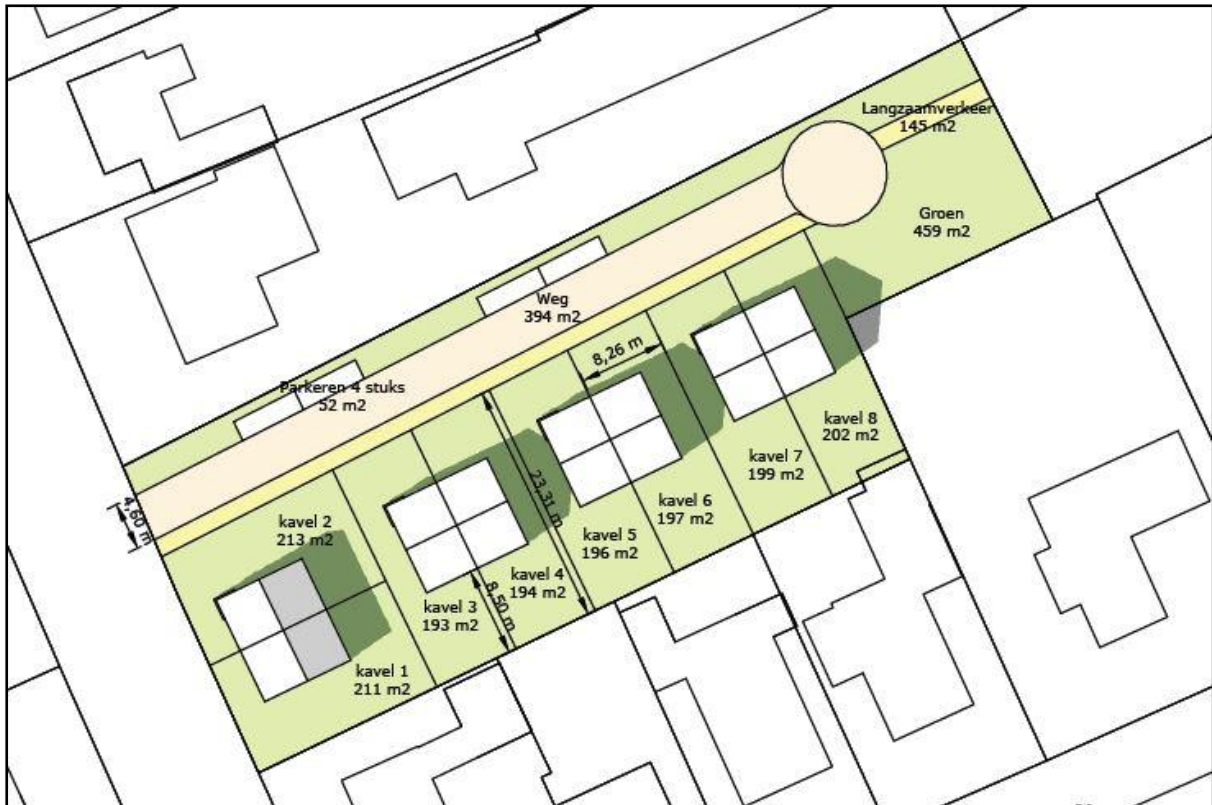 Langzaamverkeer
145 m2
Groen
459 m2
Weg
394 m2
8,26 m
Parkeren 4 stuks
52 m2
4,60 m
23,31 m
8,50 m
kavel 8
202 m2
kavel 7
199 m2
kavel 6
197 m2
kavel 5
196 m2
kavel 4
194 m2
kavel 3
193 m2
kavel 2
213 m2
kavel 1
211 m2